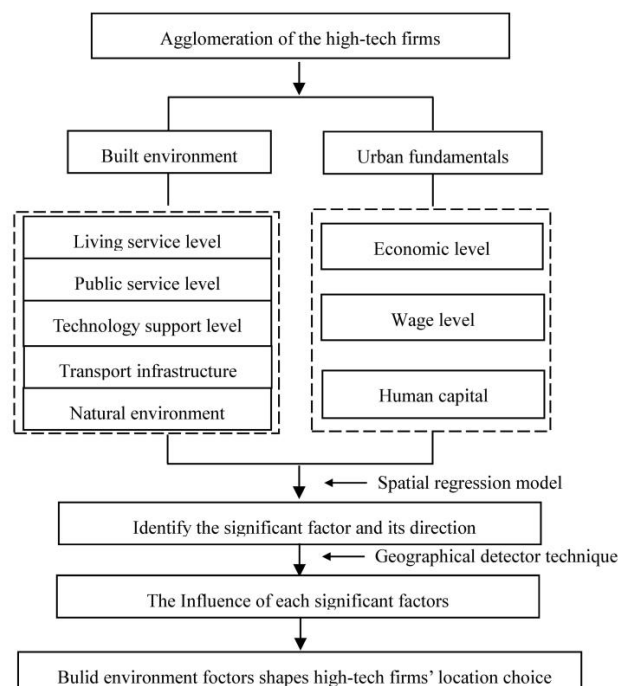 Agglomeration of the high-tech firms
Built environment
Urban fundamentals
Living service level
Public service level
Technology support level
Transport infrastructure
Natural environment
Economic level
Wage level
Human capital
Spatial regression model
Identify the significant factor and its direction
Geographical detector technique
The Influence of each significant factors
Bulid environment foctors shapes high-tech firms' location choice